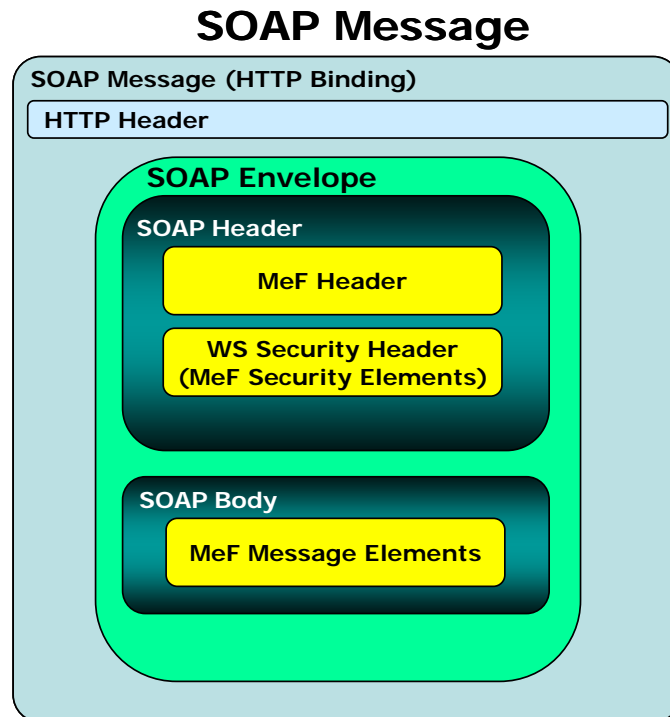 SOAP Message
SOAP Message (HTTP Binding)
HTTP Header
SOAP Envelope
SOAP Header
MeF Header
WS Security Header
(MeF Security Elements)
SOAP Body
MeF Message Elements